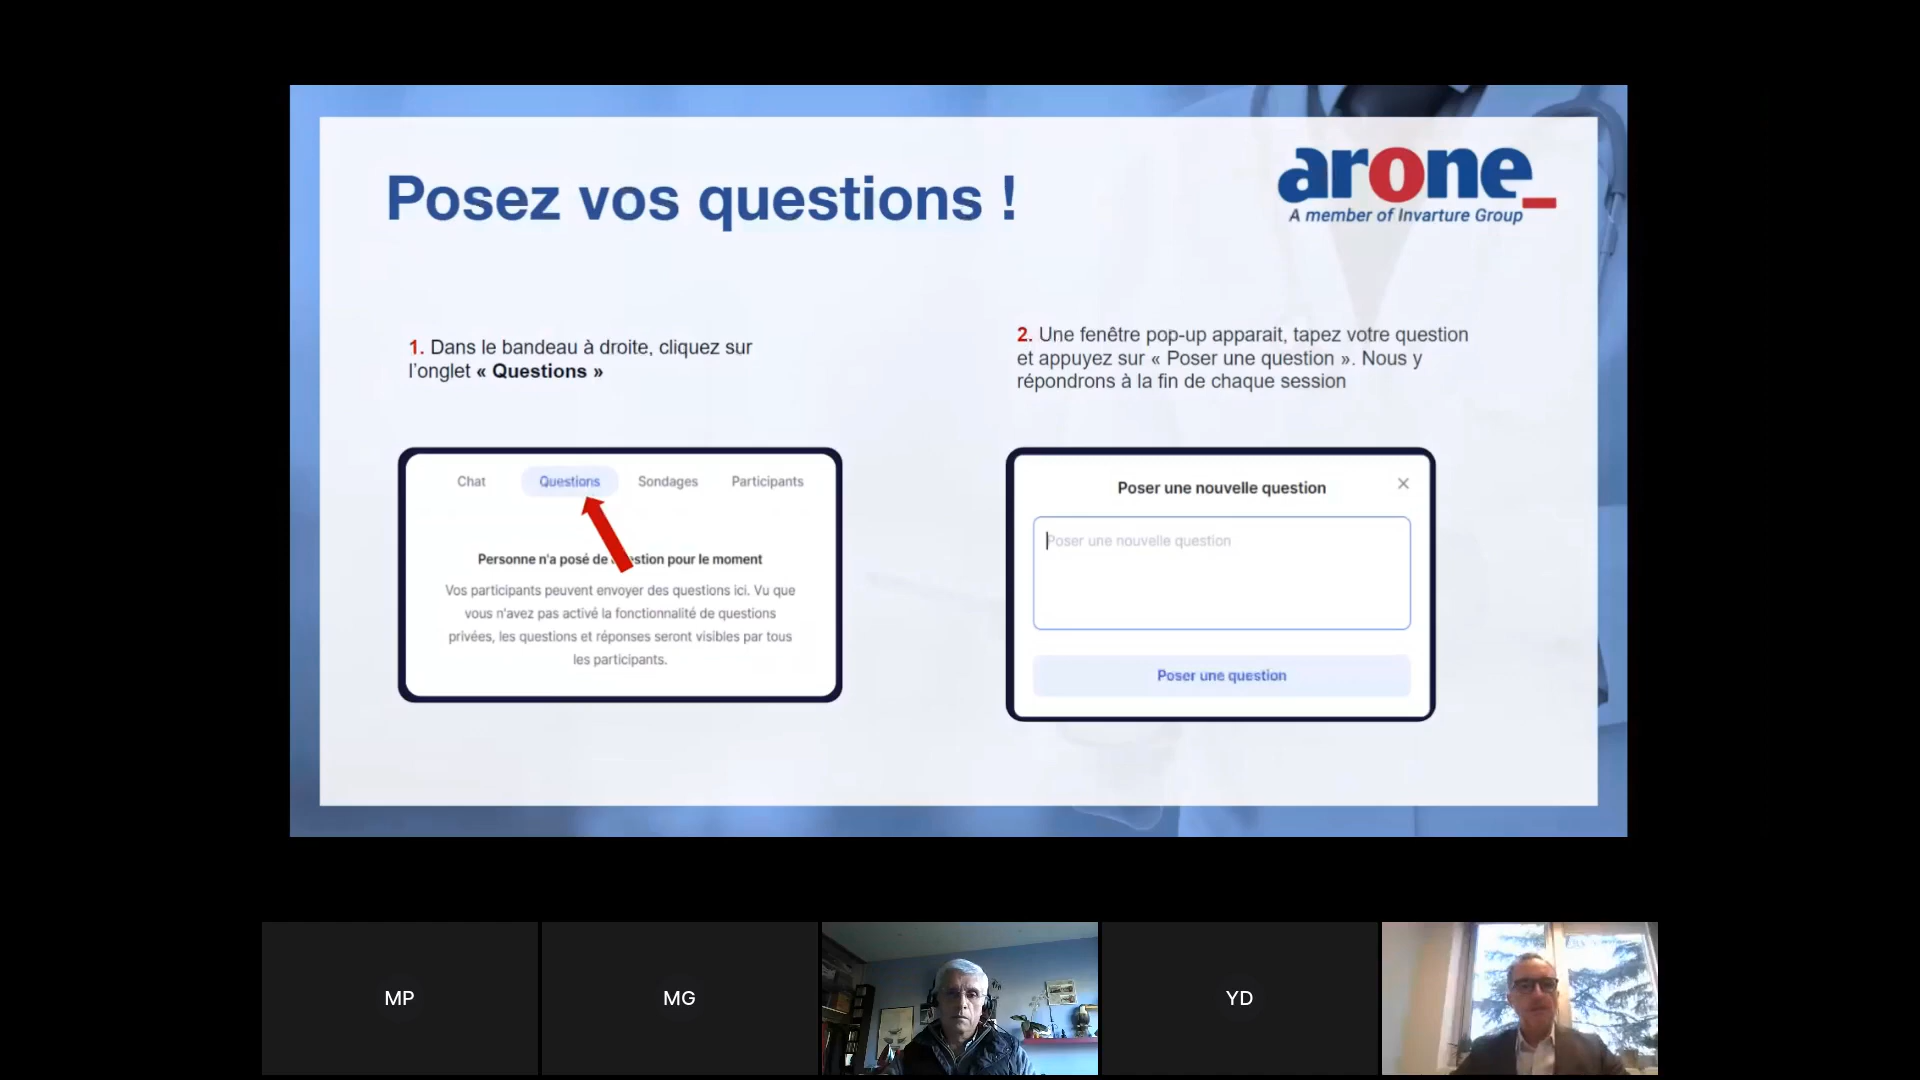 Posez vos questions !
arone_
A member of Invarture Group
1. Dans le bandeau à droite, cliquez sur
l'onglet « Questions »
2. Une fenêtre pop-up apparait, tapez votre question
et appuyez sur « Poser une question ». Nous y
répondrons à la fin de chaque session
Chat Questions Sondages Participants
Personne n'a posé de estion pour le moment
Vos participants peuvent envoyer des questions ici. Vu que
vous n'avez pas activé la fonctionnalité de questions
privées, les questions et réponses seront visibles par tous
les participants.
Poser une nouvelle question
Poser une nouvelle question
Poser une question
MP
MG
YD